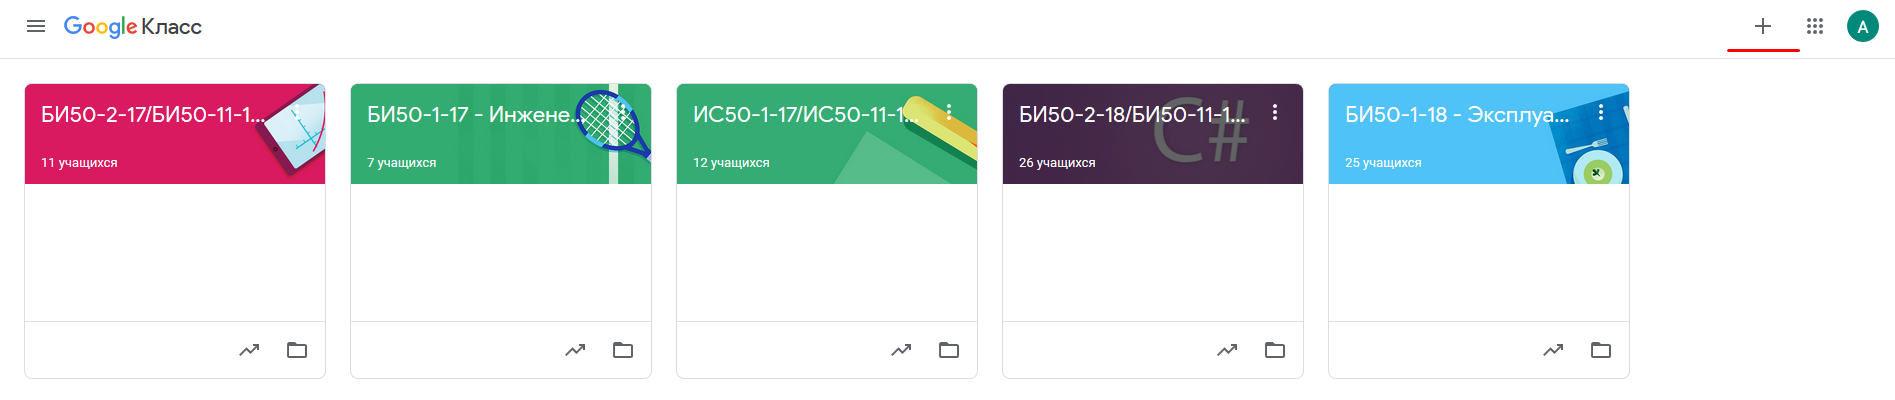 Google Класс
A
БИ50-2-17/БИ50-11-1...
11 учащихся
БИ50-1-17 - Инжене...
7 учащихся
ИС50-1-17/ИС50-11-1...
12 учащихся
БИ50-2-18/БИ50-11-1...
C#
26 учащихся
БИ50-1-18 - Эксплуа...
25 учащихся